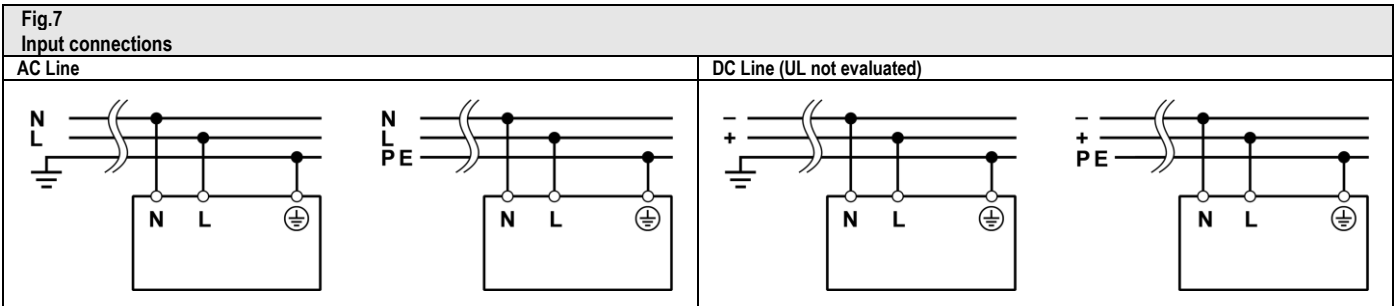 Fig.7
Input connections
AC Line
DC Line (UL not evaluated)
N
L
N L
N
L
PE
N L
–
+
N L
–
+
PE
N L